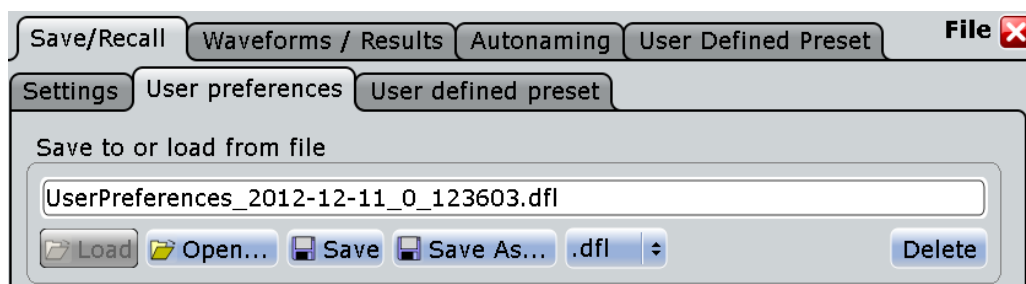 Save/Recall Waveforms / Results Autonaming User Defined Preset File
Settings User preferences User defined preset
Save to or load from file
UserPreferences_2012-12-11_0_123603.dfl
Load Open... Save Save As... .dfl Delete